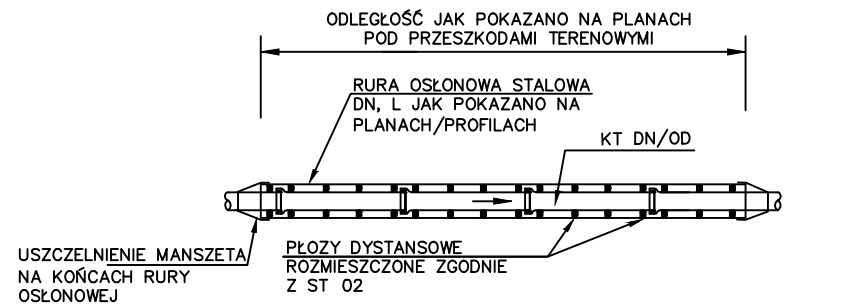 ODLEGŁOŚĆ JAK POKAZANO NA PLANACH
POD PRZESZKODAMI TERENOWYMI
RURA OSŁONOWA STALOWA
DN, L JAK POKAZANO NA
PLANACH/PROFILACH
KT DN/OD
USZCZELNIENIE MANSZETA
NA KOŃCACH RURY
OSŁONOWEJ
PŁOZY DYSTANSOWE
ROZMIESZCZONE ZGODNIE
Z ST 02